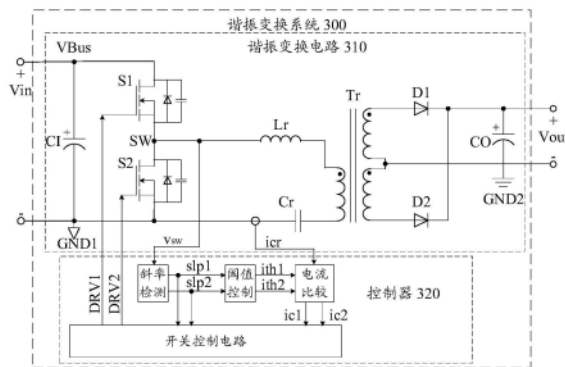 谐振变换系统 300
谐振变换电路 310
VBus
S1
Tr
D1
+
Vin
CI
+
SW
Lr
CO
+
+
Vou
S2
Cr
D2
GND2
GND1
vsw
icr
DRV1
DRV2
斜率
检测
slp1
slp2
阈值
控制
ith1
ith2
电流
比较
控制器 320
ic1
ic2
开关控制电路